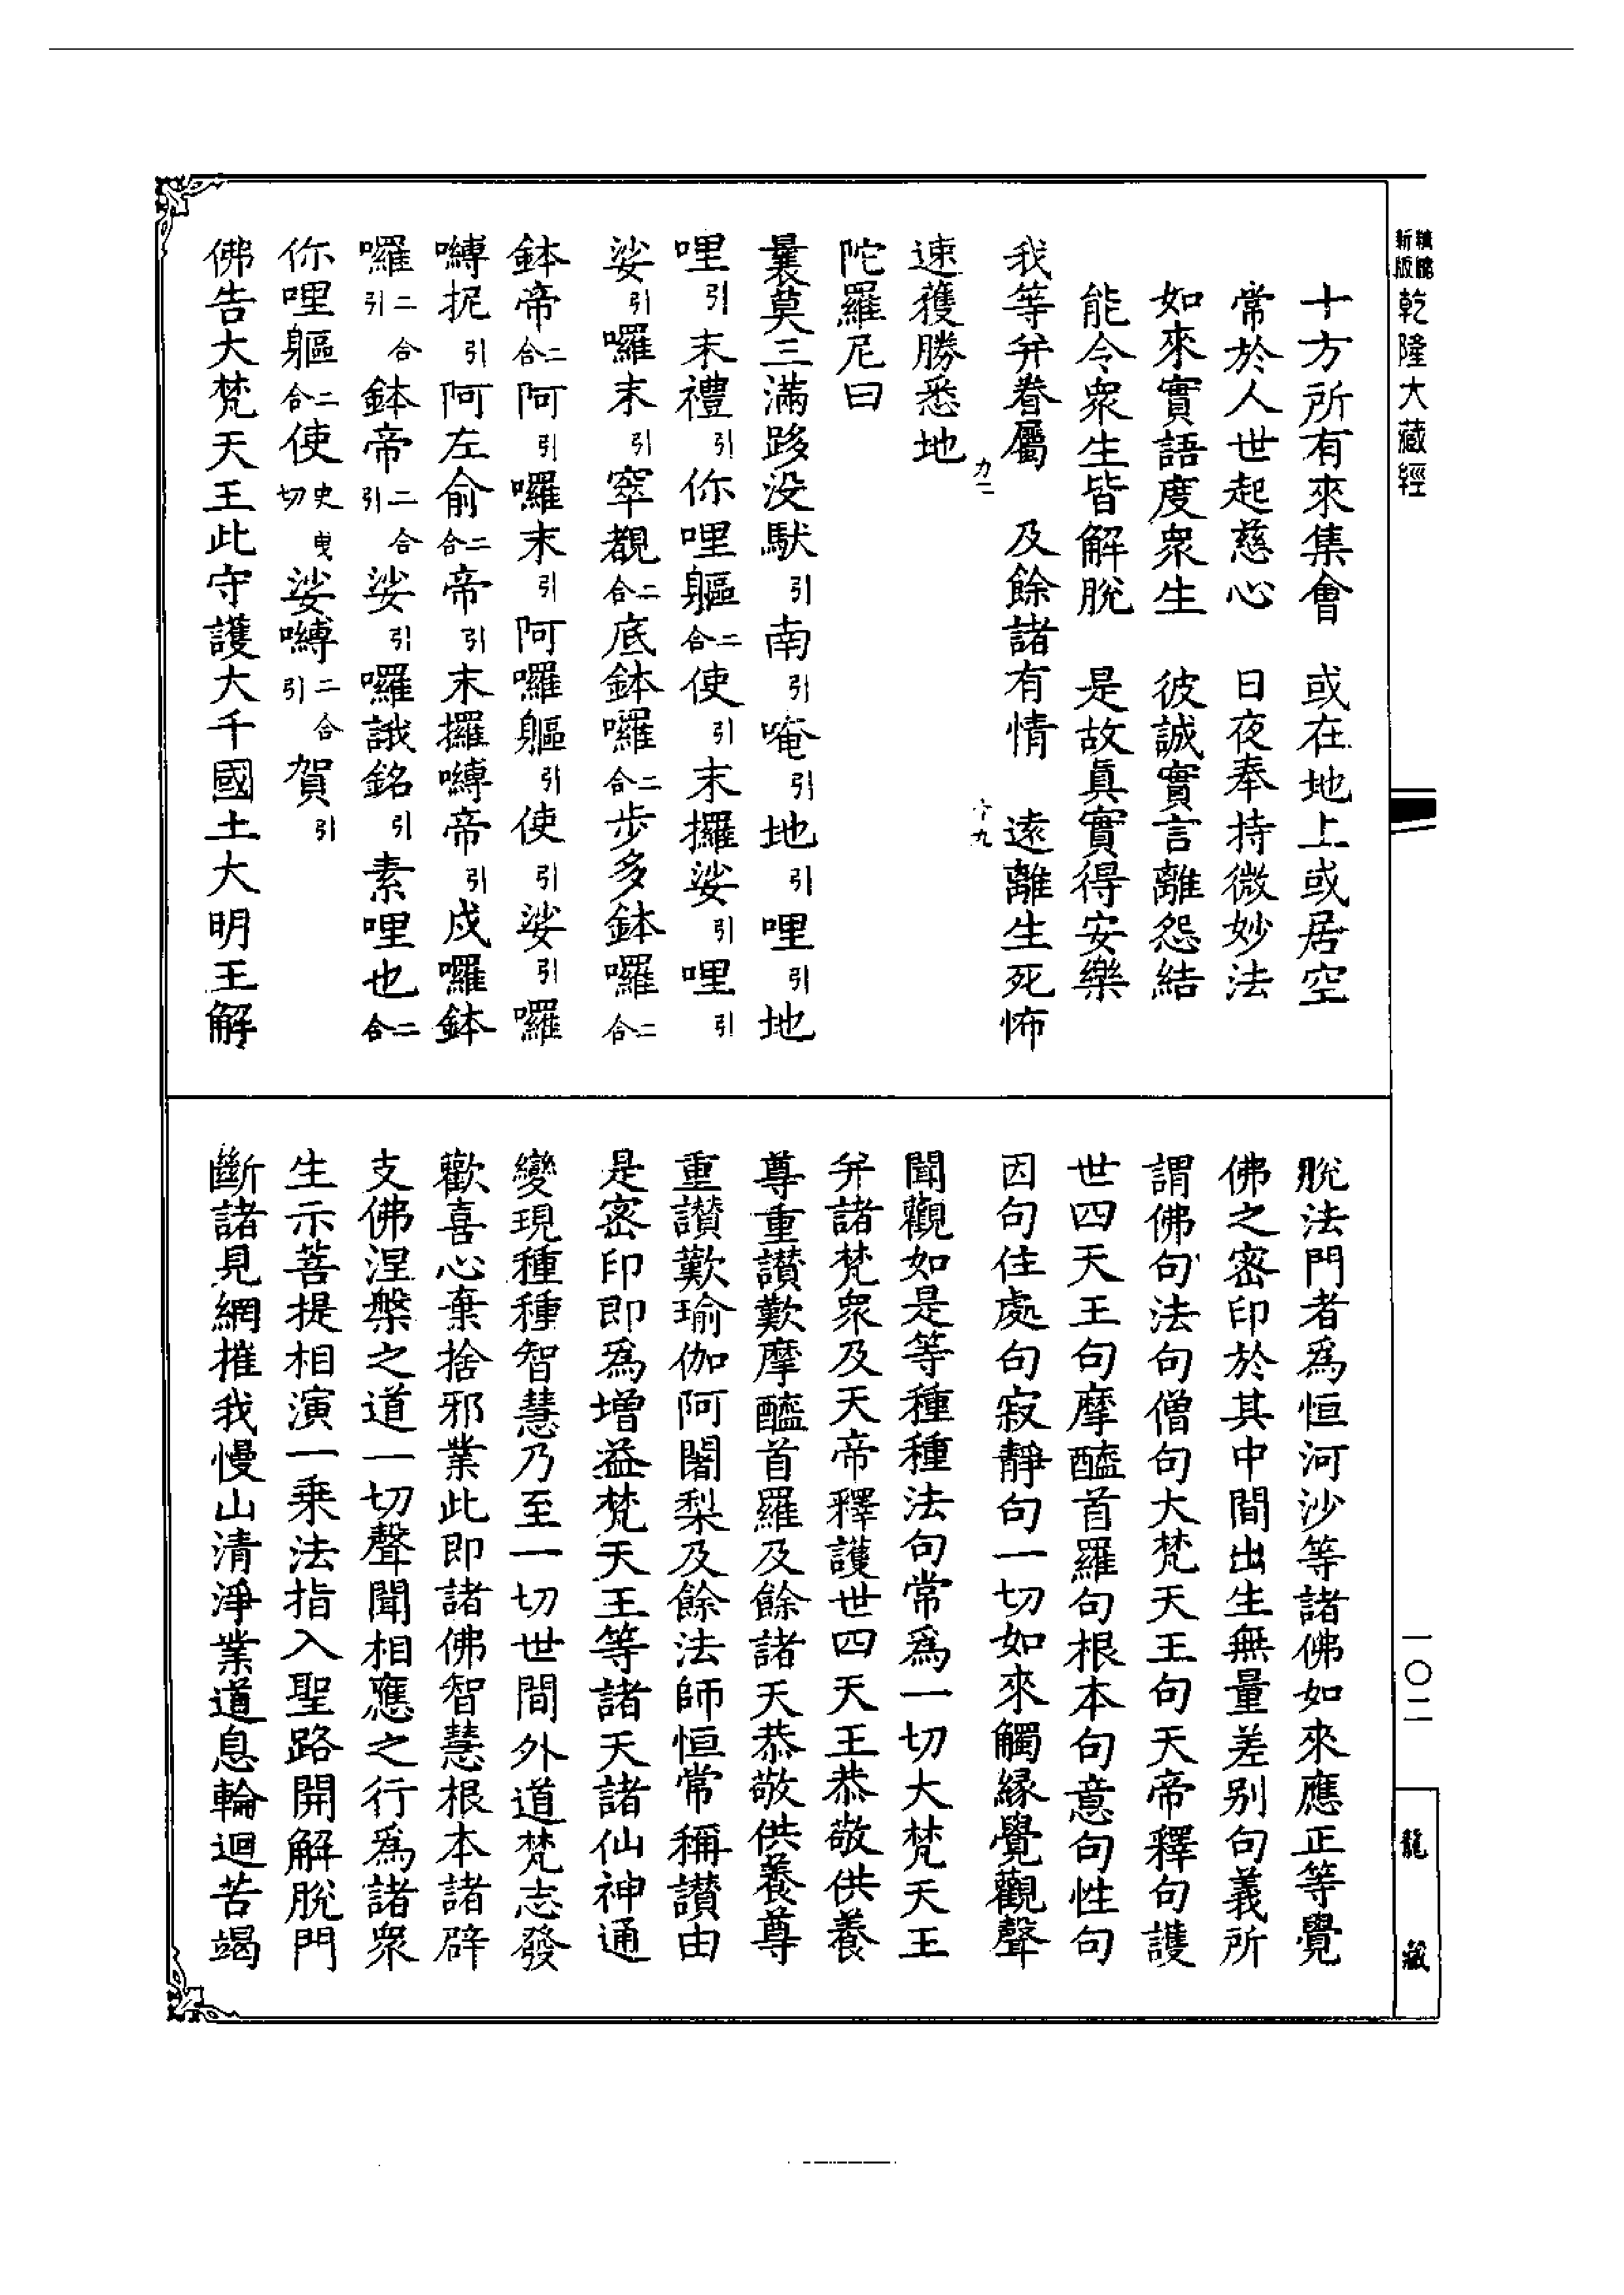 新版
乾隆大藏經
一〇二
龍藏
十方所有來集會　或在地上或居空
常於人世起慈心　日夜奉持微妙法
如來實語度衆生　彼誠實言離怨結
能令衆生皆解脫　是故眞實得安樂
我等并眷屬　及餘諸有情　遠離生死怖
力二　十九
速獲勝悉地
陀羅尼曰
曩莫三滿跢没馱引南引唵引地引哩引地
哩引末禮引你哩軀二合使引末攞娑引哩引
娑引囉末引窣覩二合底鉢囉二合步多鉢囉二合
鉢帝二合阿引囉末引阿囉軀引使引娑引囉
嚩抳引阿左俞二合帝引末攞嚩帝引戍囉鉢
囉二合引鉢帝二合引娑引囉誐銘引素哩也二合
你哩軀二合使史曳切娑嚩二合引賀引
佛告大梵天王此守護大千國土大明王解
脫法門者爲恒河沙等諸佛如來應正等覺
佛之密印於其中間出生無量差别句義所
謂佛句法句僧句大梵天王句天帝釋句護
世四天王句摩醯首羅句根本句意句性句
因句住處句寂靜句一切如來觸緣覺觀聲
聞觀如是等種種法句常爲一切大梵天王
并諸梵衆及天帝釋護世四天王恭敬供養
尊重讃歎摩醯首羅及餘諸天恭敬供養尊
重讃歎瑜伽阿闍梨及餘法師恒常稱讃由
是密印即爲增益梵天王等諸天諸仙神通
變現種種智慧乃至一切世間外道梵志發
歡喜心棄捨邪業此即諸佛智慧根本諸辟
支佛涅槃之道一切聲聞相應之行爲諸衆
生示菩提相演一乘法指入聖路開解脫門
斷諸見網摧我慢山清淨業道息輪迴苦竭